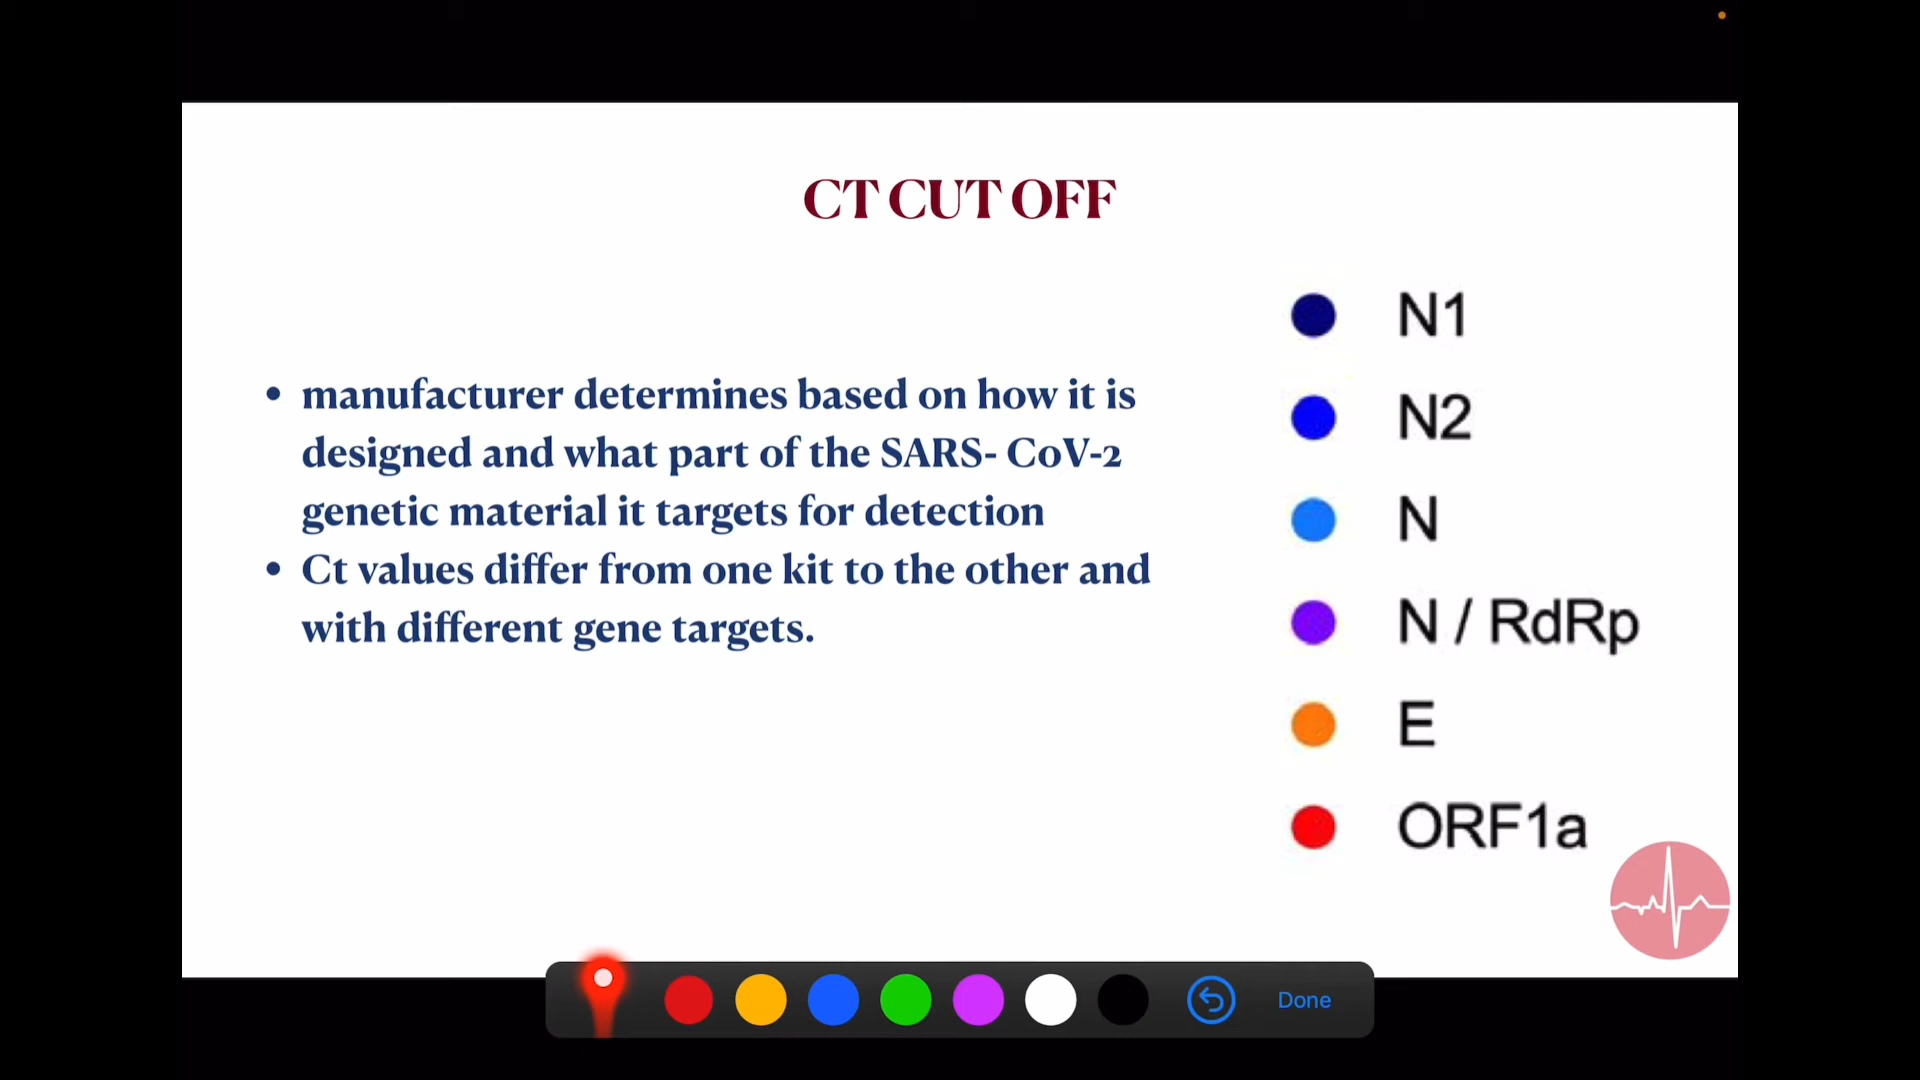 CT CUT OFF
• manufacturer determines based on how it is
designed and what part of the SARS- CoV-2
genetic material it targets for detection
• Ct values differ from one kit to the other and
with different gene targets.
N1
N2
N
N / RdRp
E
ORF1a
Done